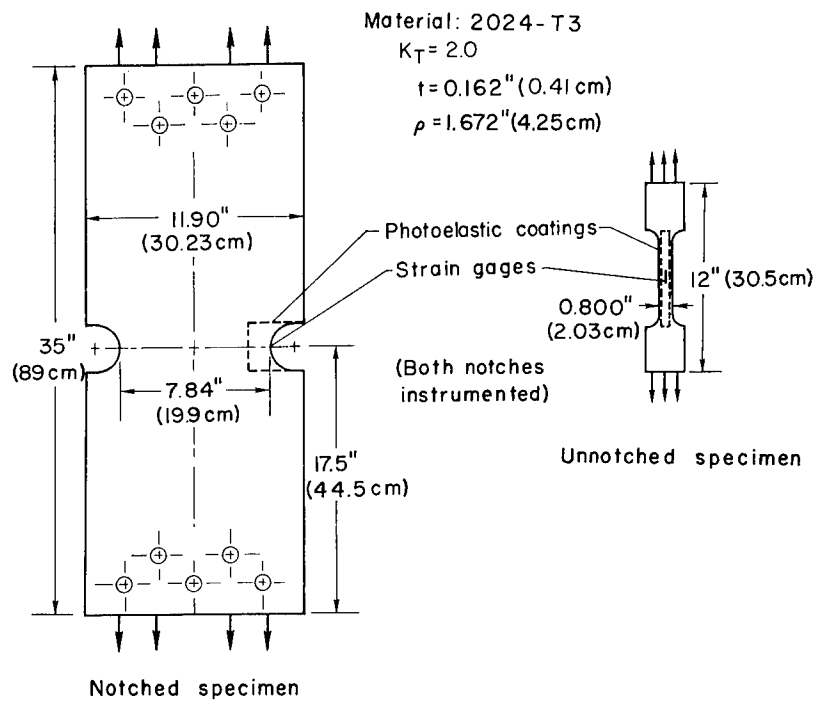 Material: 2024-T3
K_T = 2.0
t = 0.162" (0.41 cm)
ρ = 1.672" (4.25 cm)
11.90"
(30.23 cm)
Photoelastic coatings
Strain gages
12" (30.5 cm)
0.800"
(2.03 cm)
35"
(89 cm)
7.84"
(19.9 cm)
(Both notches
instrumented)
17.5"
(44.5 cm)
Unnotched specimen
Notched specimen